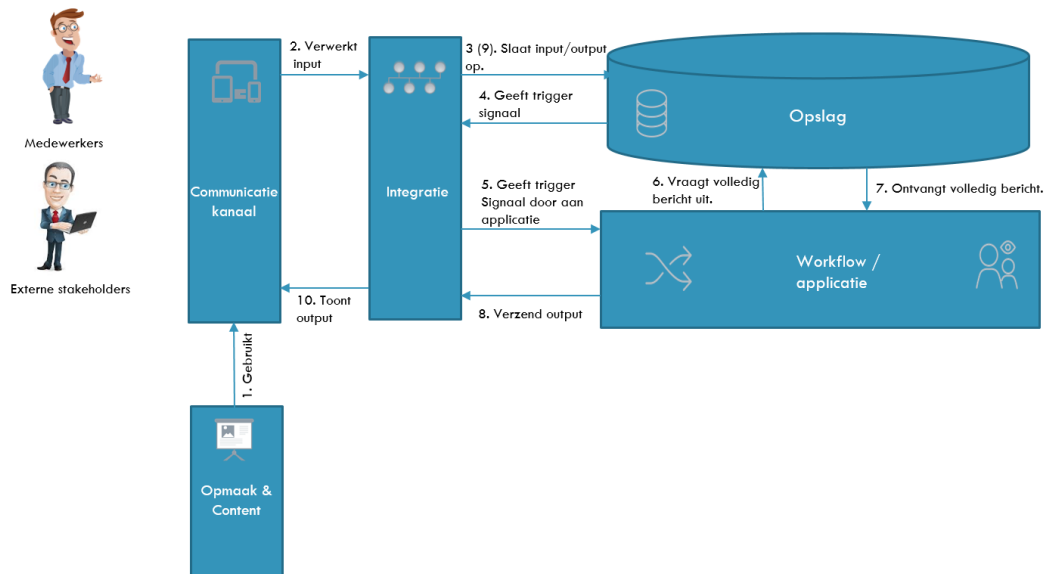 Medewerkers
Externe stakeholders
Communicatie
kanaal
2. Verwerkt
input
Integratie
3 (9). Slaat input/output
op.
4. Geeft trigger
signaal
Opslag
5. Geeft trigger
Signaal door aan
applicatie
6. Vraagt volledig
bericht uit.
7. Ontvangt volledig bericht.
Workflow /
applicatie
8. Verzend output
10. Toont
output
1. Gebruikt
Opmaak &
Content